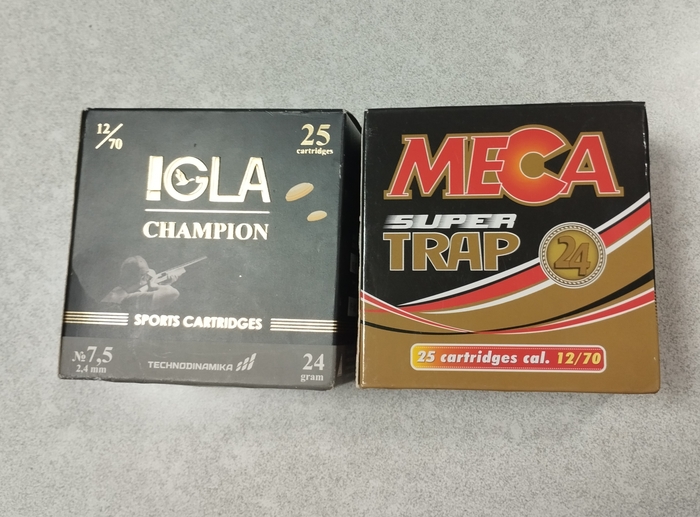 12/70
25
cartridges
IGLA
CHAMPION
SPORTS CARTRIDGES
№7,5
2,4 mm
TECHNODINAMIKA
24
gram
MECA
SUPER
TRAP
24
25 cartridges cal. 12/70